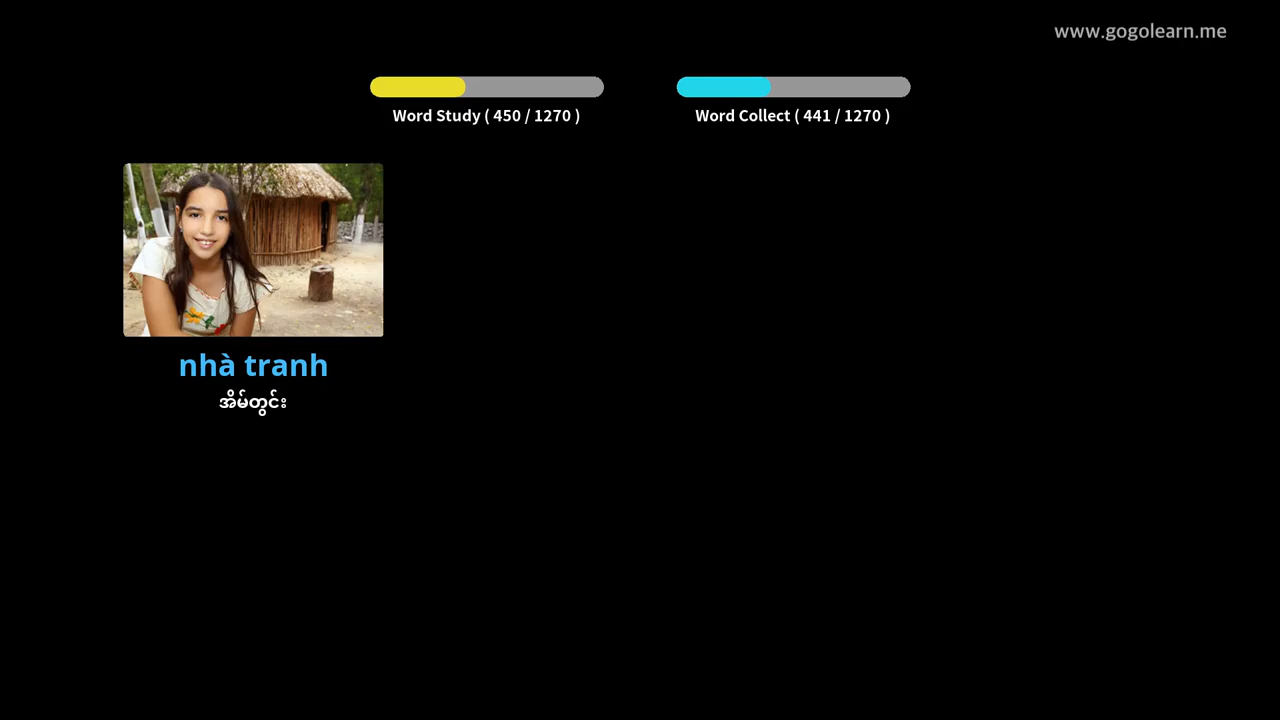 www.gogolearn.me
Word Study ( 450 / 1270 )
Word Collect ( 441 / 1270 )
nhà tranh
အိမ်တွင်း